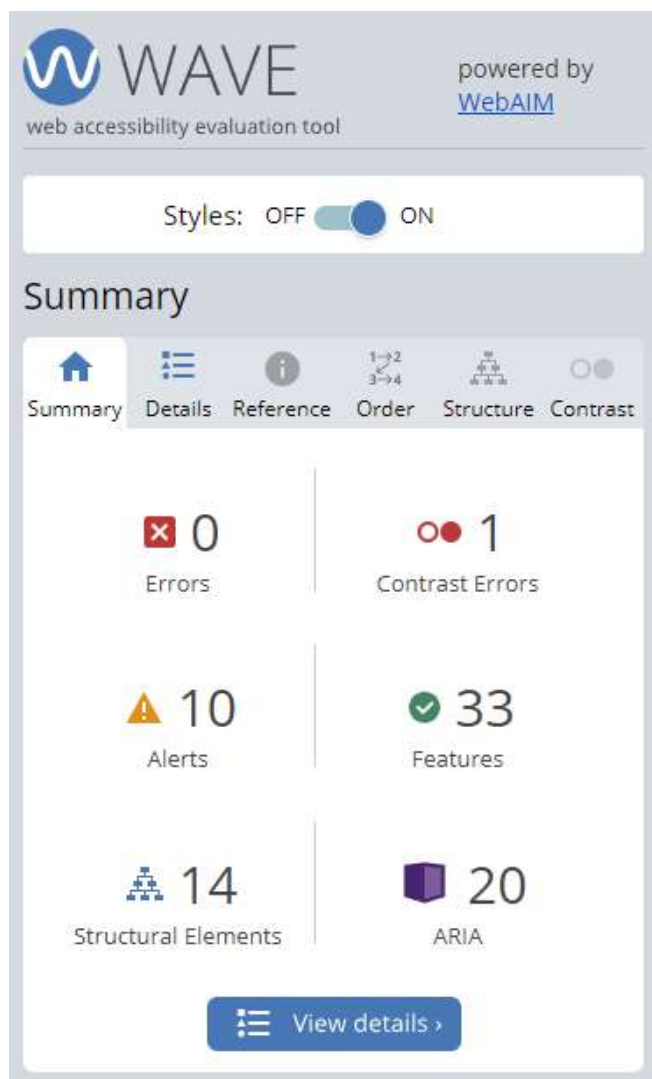 WAVE
powered by
WebAIM
web accessibility evaluation tool
Styles: OFF ON
Summary
1→2
3→4
Summary Details Reference Order Structure Contrast
0 1
Errors Contrast Errors
10 33
Alerts Features
14 20
Structural Elements ARIA
View details ›